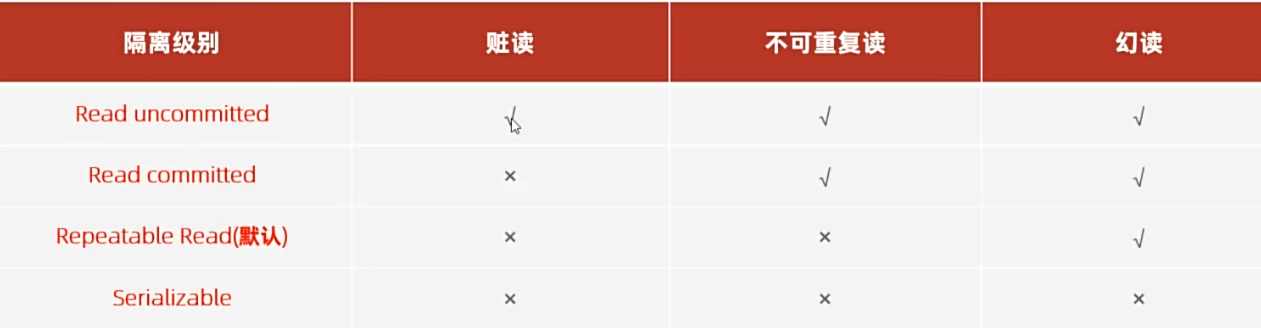 隔离级别 脏读 不可重复读 幻读
Read uncommitted √ √ √
Read committed × √ √
Repeatable Read(默认) × × √
Serializable × × ×